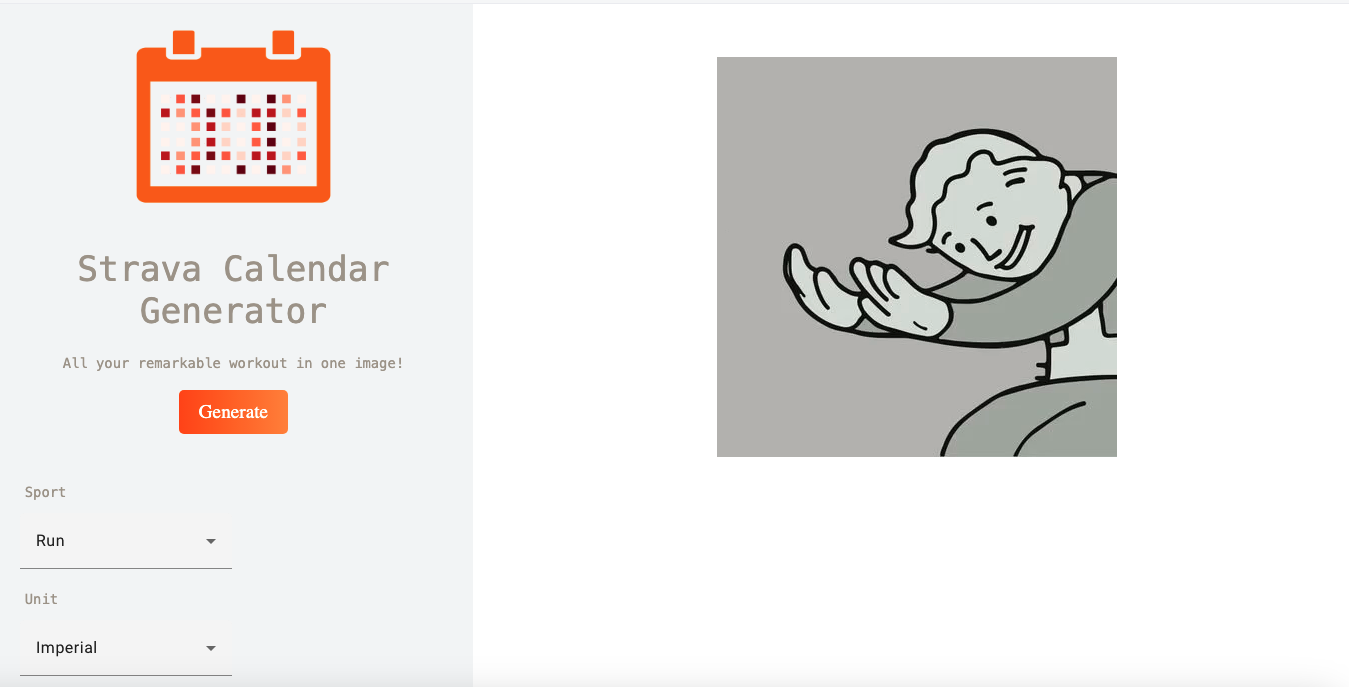 Strava Calendar
Generator
All your remarkable workout in one image!
Generate
Sport
Run
Unit
Imperial